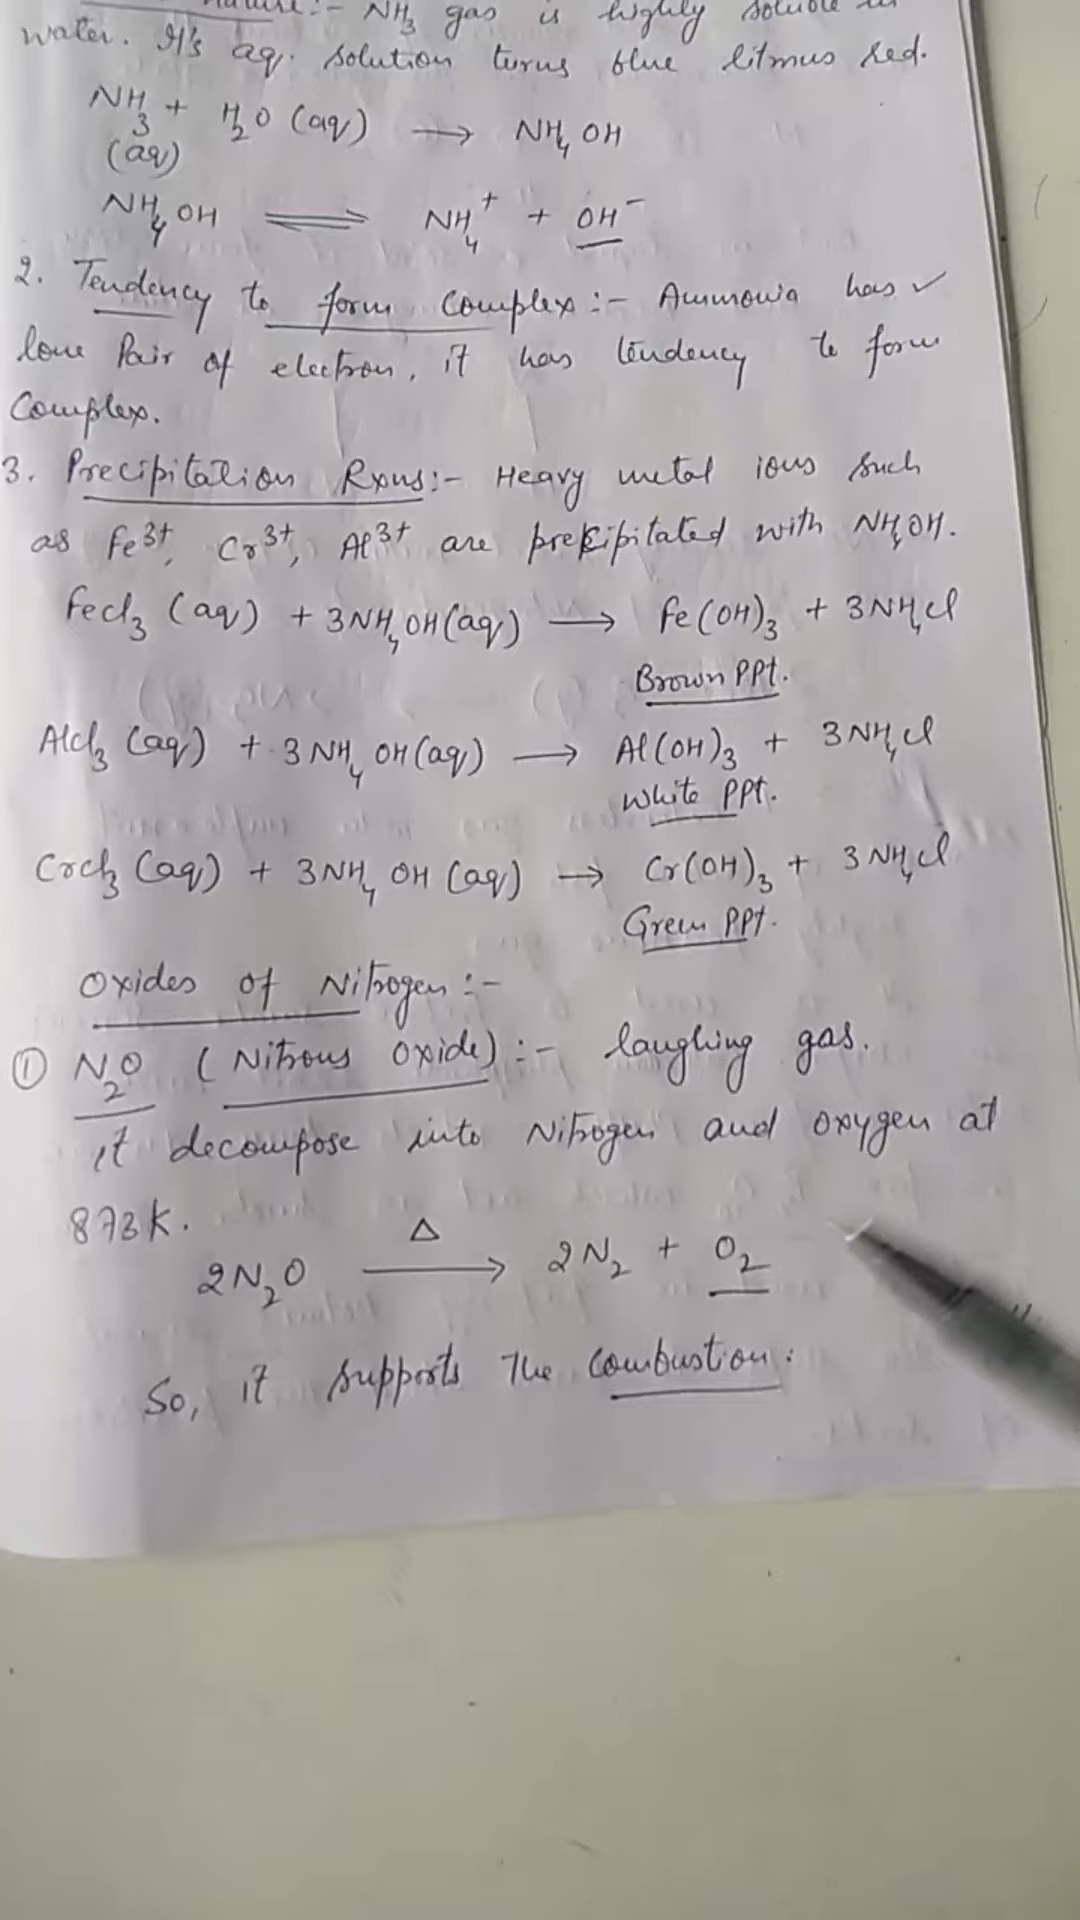 nature:- NH3 gas is highly soluble in
water. It's aq. solution turns blue litmus red.
NH3 + H2O (aq) → NH4OH
(aq)
NH4OH ⇌ NH4+ + OH-
2. Tendency to form complex:- Ammonia has ✓
lone Pair of electron, it has tendency to form
Complex.
3. Precipitation Rxns:- Heavy metal ions such
as Fe3+, Cr3+, Al3+ are precipitated with NH4OH.
Fecl3 (aq) + 3NH4OH(aq) → Fe(OH)3 + 3NH4cl
Brown PPt.
Alcl3 (aq) + 3NH4OH(aq) → Al(OH)3 + 3NH4cl
White PPt.
Crcl3 (aq) + 3NH4OH (aq) → Cr(OH)3 + 3NH4cl
Green PPt.
Oxides of Nitrogen:-
① N2O (Nitrous Oxide):- laughing gas.
it decompose into Nitrogen and oxygen at
873K.
Δ
2N2O → 2N2 + O2
So, it supports The Combustion.